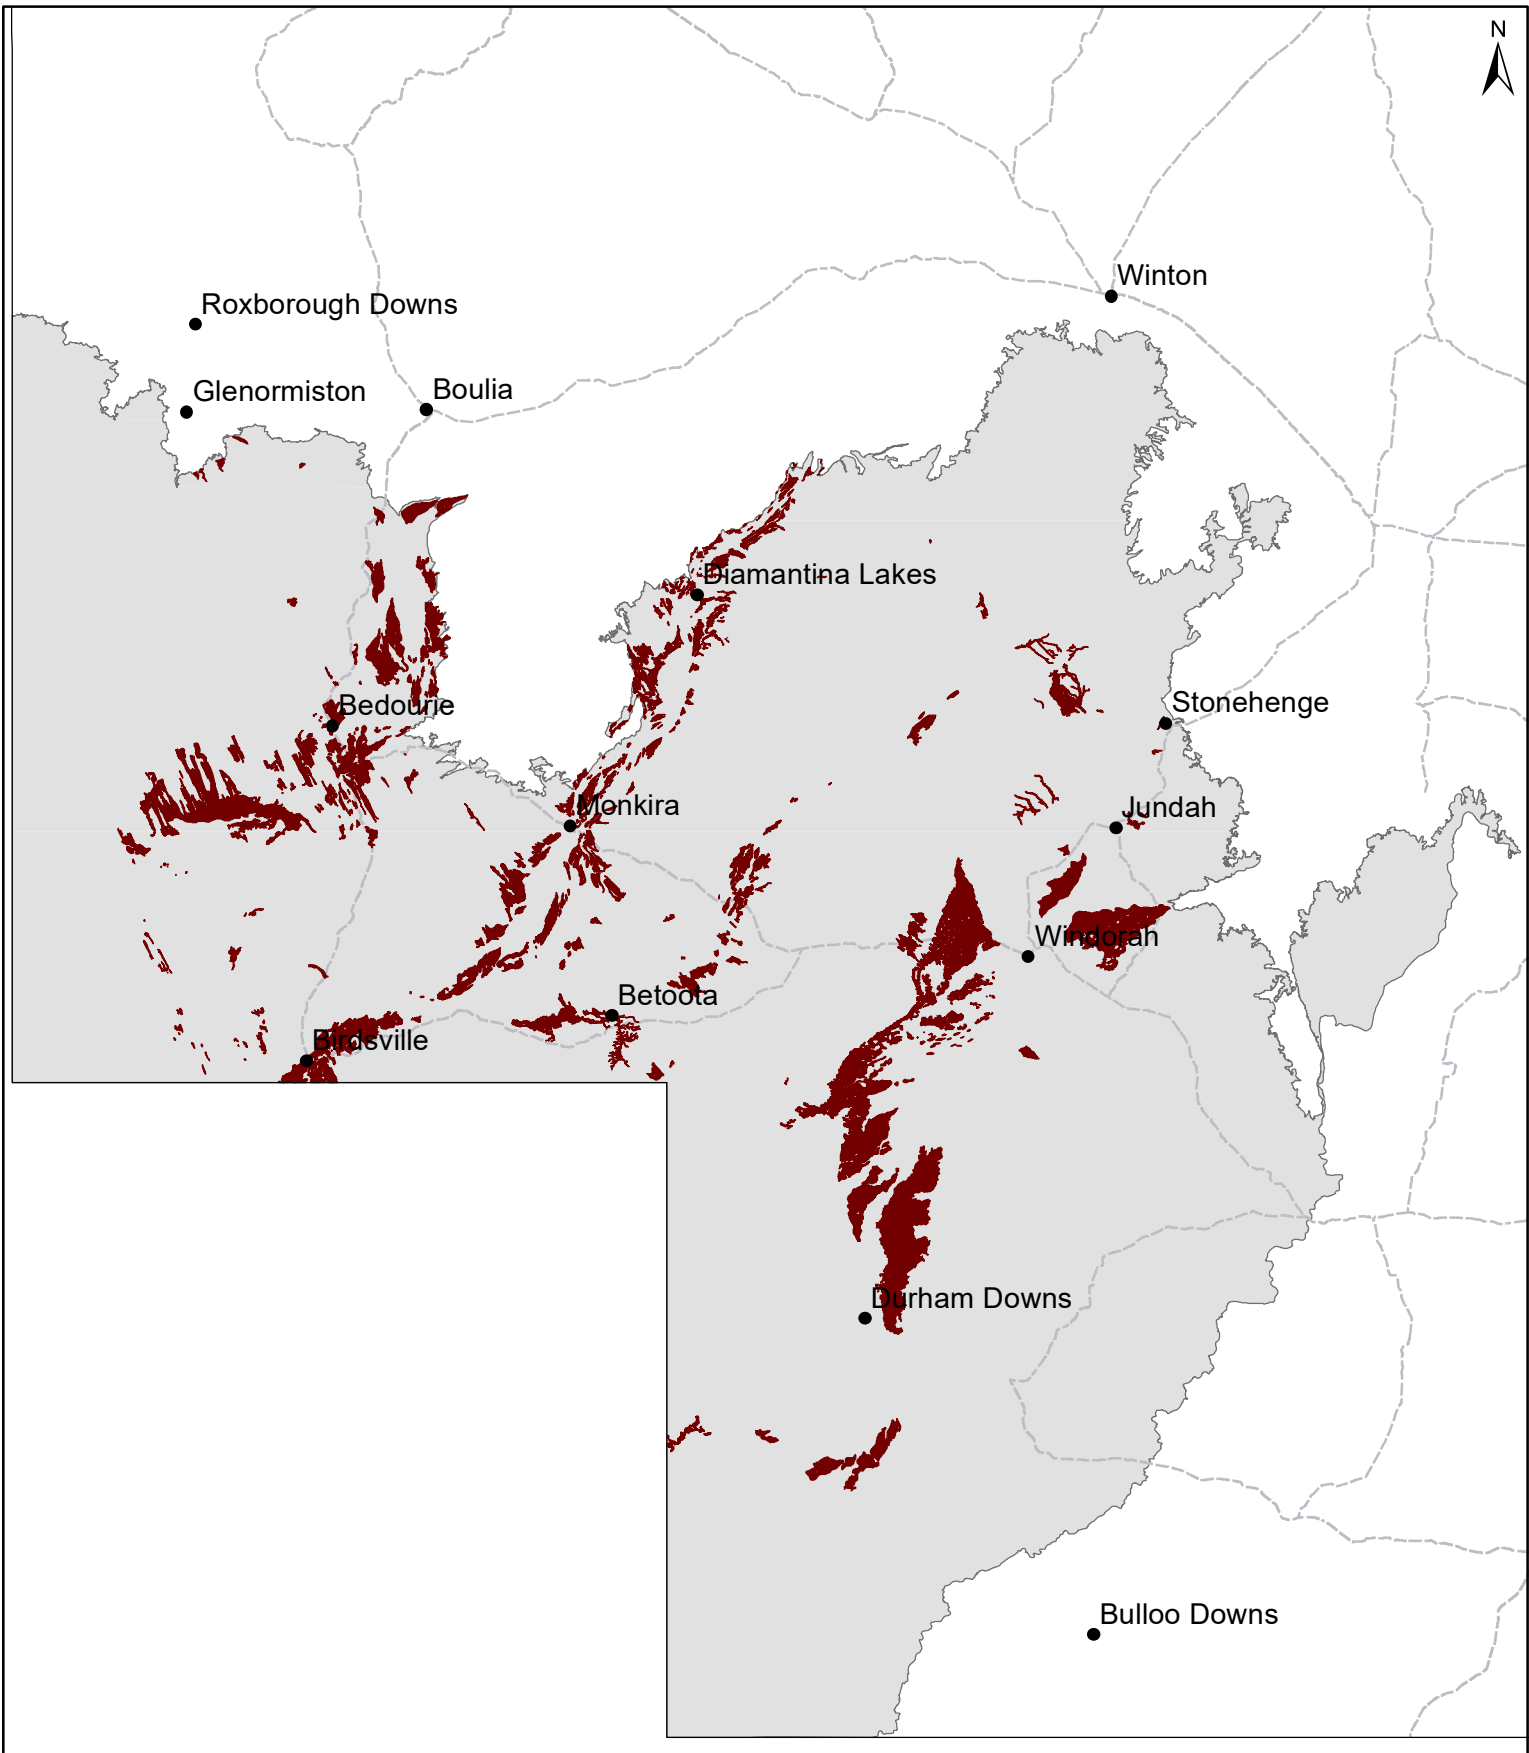 N
Winton
Roxborough Downs
Glenormiston
Boulia
Diamantina Lakes
Bedourie
Stonehenge
Monkira
Jundah
Windorah
Betoota
Birdsville
Durham Downs
Bulloo Downs